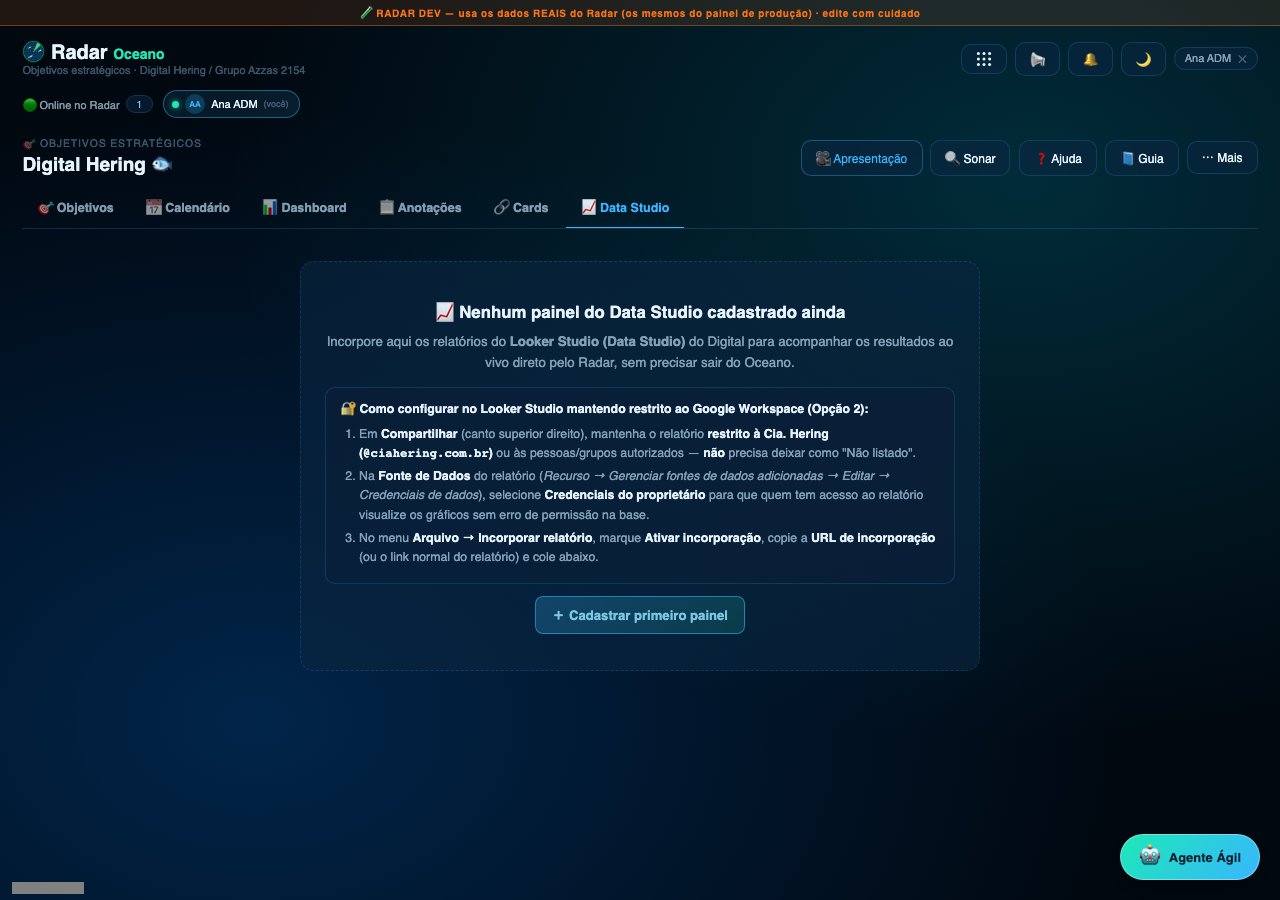 RADAR DEV — usa os dados REAIS do Radar (os mesmos do painel de produção) · edite com cuidado
Radar Oceano
Objetivos estratégicos · Digital Hering / Grupo Azzas 2154
Ana ADM ✕
Online no Radar 1
AA Ana ADM (você)
OBJETIVOS ESTRATÉGICOS
Digital Hering
Apresentação
Sonar
❓ Ajuda
Guia
⋯ Mais
Objetivos
Calendário
Dashboard
Anotações
Cards
Data Studio
Nenhum painel do Data Studio cadastrado ainda
Incorpore aqui os relatórios do Looker Studio (Data Studio) do Digital para acompanhar os resultados ao
vivo direto pelo Radar, sem precisar sair do Oceano.
Como configurar no Looker Studio mantendo restrito ao Google Workspace (Opção 2):
1. Em Compartilhar (canto superior direito), mantenha o relatório restrito à Cia. Hering
(@ciahering.com.br) ou às pessoas/grupos autorizados — não precisa deixar como "Não listado".
2. Na Fonte de Dados do relatório (Recurso → Gerenciar fontes de dados adicionadas → Editar →
Credenciais de dados), selecione Credenciais do proprietário para que quem tem acesso ao relatório
visualize os gráficos sem erro de permissão na base.
3. No menu Arquivo → Incorporar relatório, marque Ativar incorporação, copie a URL de incorporação
(ou o link normal do relatório) e cole abaixo.
+ Cadastrar primeiro painel
Agente Ágil